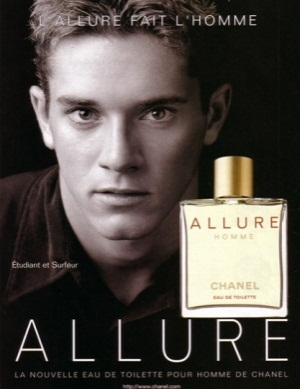 L'ALLURE FAIT L'HOMME
Étudiant et Surfeur
ALLURE
HOMME
CHANEL
EAU DE TOILETTE
ALLURE
LA NOUVELLE EAU DE TOILETTE POUR HOMME DE CHANEL
http://www.chanel.com